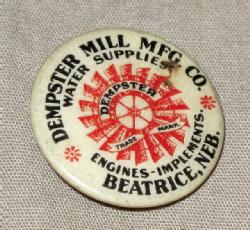 DEMPSTER MILL MFG. CO.
WATER SUPPLIES
DEMPSTER
TRADE MARK
ENGINES-IMPLEMENTS.
BEATRICE, NEB.